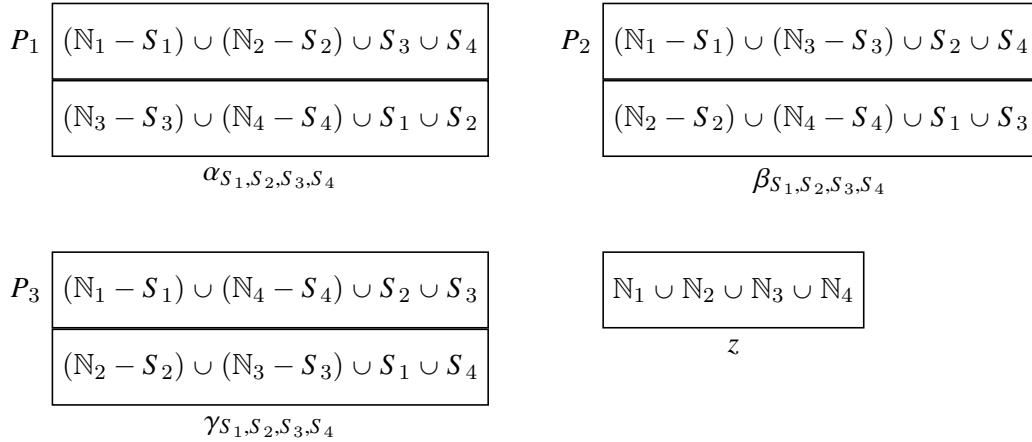 P₁ (ℕ₁ − S₁) ∪ (ℕ₂ − S₂) ∪ S₃ ∪ S₄
(ℕ₃ − S₃) ∪ (ℕ₄ − S₄) ∪ S₁ ∪ S₂
α_{S₁,S₂,S₃,S₄}
P₂ (ℕ₁ − S₁) ∪ (ℕ₃ − S₃) ∪ S₂ ∪ S₄
(ℕ₂ − S₂) ∪ (ℕ₄ − S₄) ∪ S₁ ∪ S₃
β_{S₁,S₂,S₃,S₄}
P₃ (ℕ₁ − S₁) ∪ (ℕ₄ − S₄) ∪ S₂ ∪ S₃
(ℕ₂ − S₂) ∪ (ℕ₃ − S₃) ∪ S₁ ∪ S₄
γ_{S₁,S₂,S₃,S₄}
ℕ₁ ∪ ℕ₂ ∪ ℕ₃ ∪ ℕ₄
z